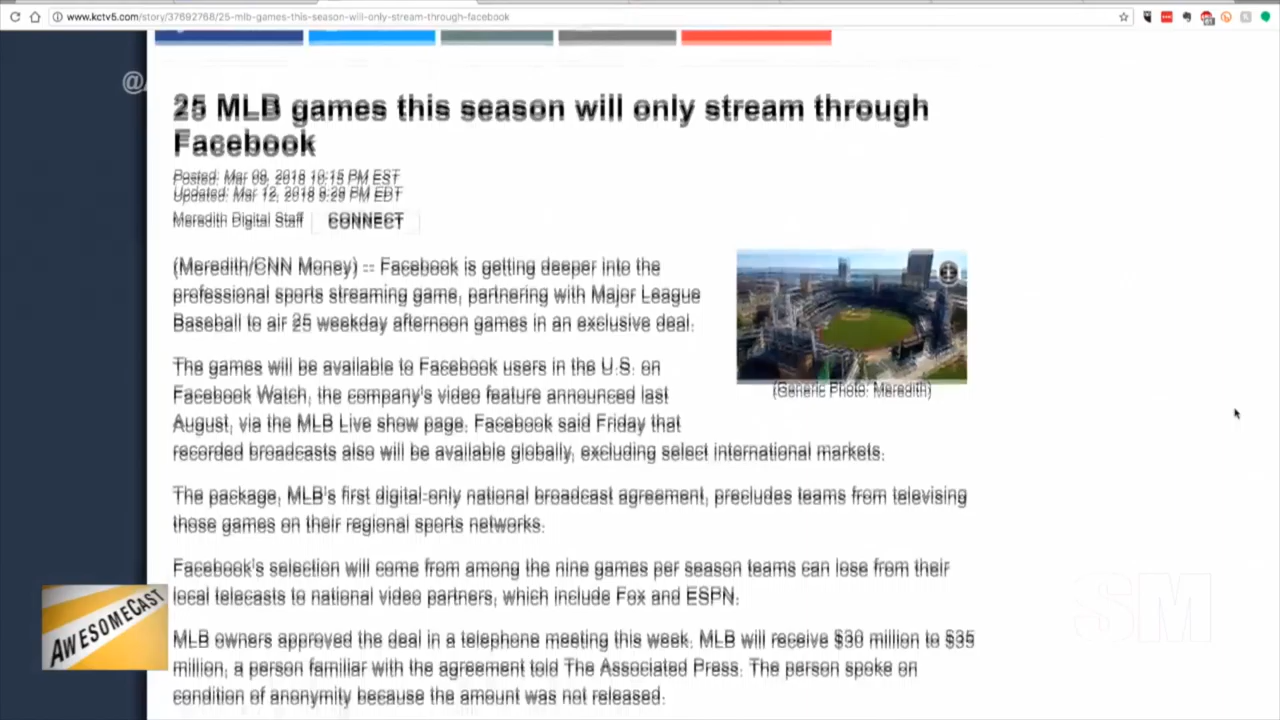 www.kctv5.com/story/37692768/25-mlb-games-this-season-will-only-stream-through-facebook
25 MLB games this season will only stream through
Facebook
Posted: Mar 09, 2018 10:15 PM EST
Updated: Mar 12, 2018 9:29 PM EDT
Meredith Digital Staff CONNECT
(Meredith/CNN Money) -- Facebook is getting deeper into the
professional sports streaming game, partnering with Major League
Baseball to air 25 weekday afternoon games in an exclusive deal.
(Generic Photo: Meredith)
The games will be available to Facebook users in the U.S. on
Facebook Watch, the company's video feature announced last
August, via the MLB Live show page. Facebook said Friday that
recorded broadcasts also will be available globally, excluding select international markets.
The package, MLB's first digital-only national broadcast agreement, precludes teams from televising
those games on their regional sports networks.
Facebook's selection will come from among the nine games per season teams can lose from their
local telecasts to national video partners, which include Fox and ESPN.
MLB owners approved the deal in a telephone meeting this week. MLB will receive $30 million to $35
million, a person familiar with the agreement told The Associated Press. The person spoke on
condition of anonymity because the amount was not released.
AWESOMECAST
SM